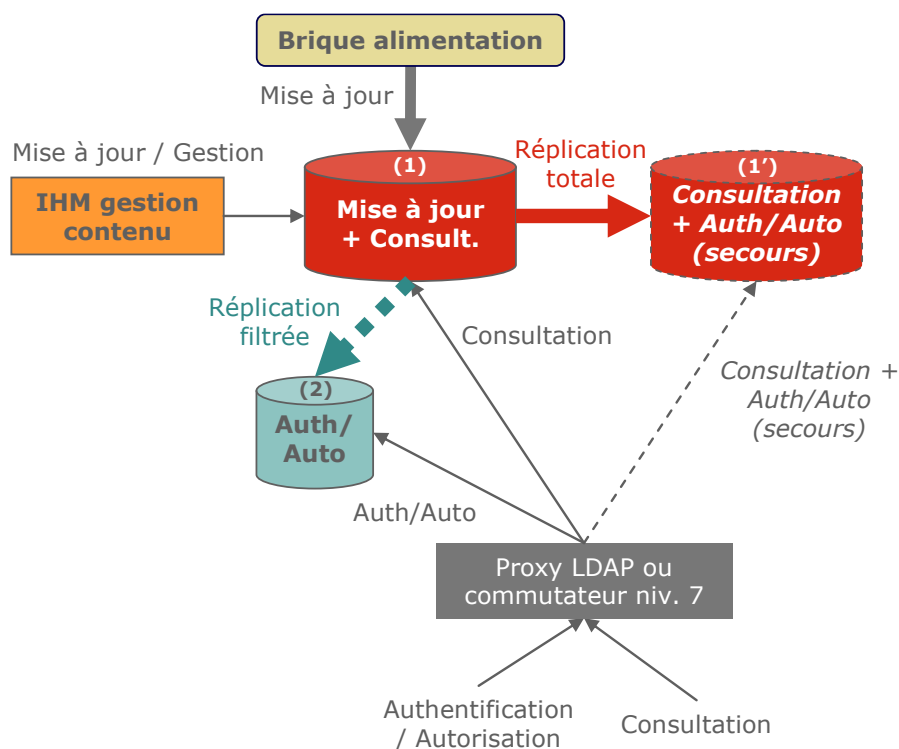 Brique alimentation
Mise à jour
Mise à jour / Gestion
IHM gestion
contenu
(1)
Mise à jour
+ Consult.
Réplication
totale
(1')
Consultation
+ Auth/Auto
(secours)
Réplication
filtrée
Consultation
Consultation +
Auth/Auto
(secours)
(2)
Auth/
Auto
Auth/Auto
Proxy LDAP ou
commutateur niv. 7
Authentification
/ Autorisation
Consultation